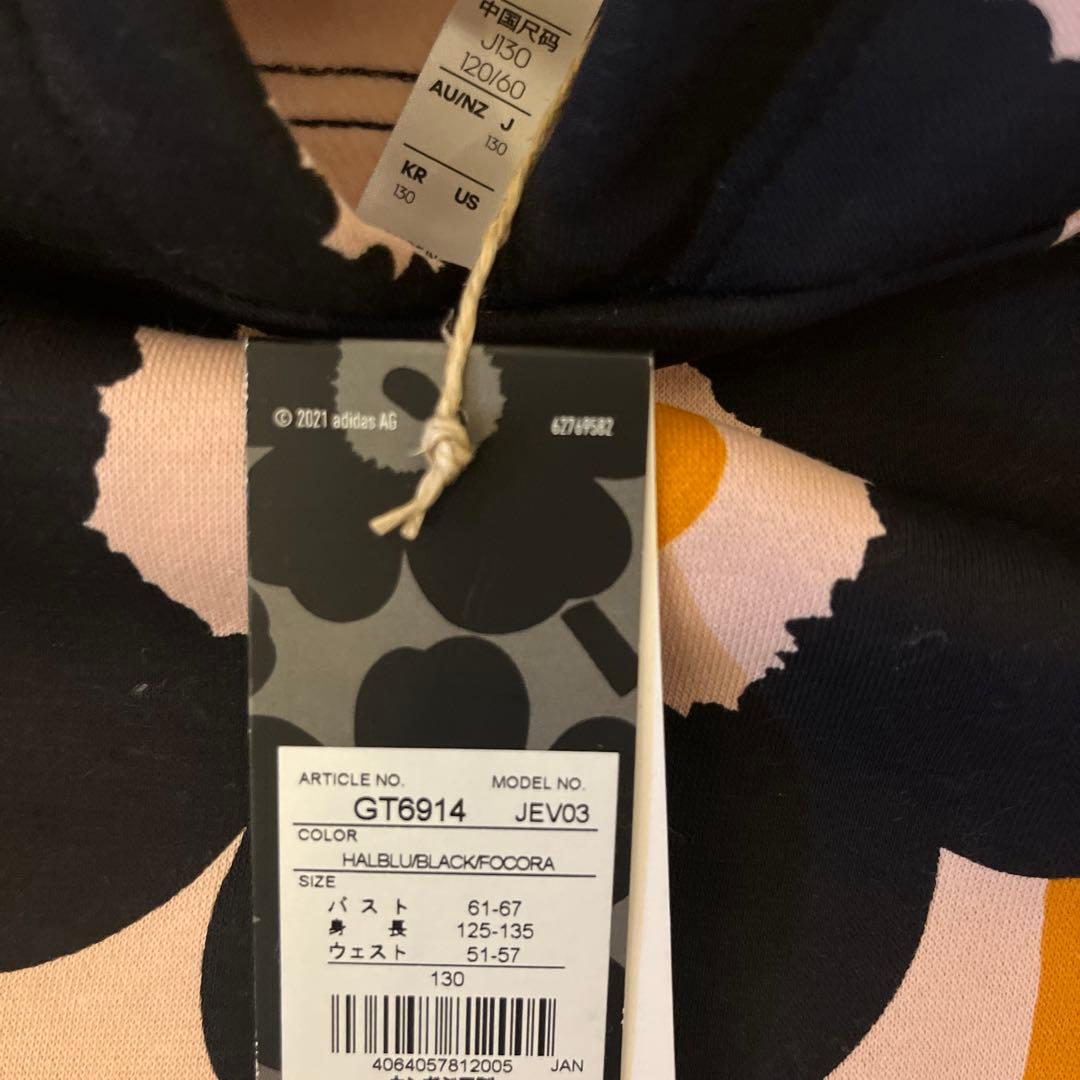 中国尺码
J130
120/60
AU/NZ J
130
KR US
130
© 2021 adidas AG 62769582
ARTICLE NO. MODEL NO.
GT6914 JEV03
COLOR
HALBLU/BLACK/FOCORA
SIZE
バスト 61-67
身長 125-135
ウェスト 51-57
130
4064057812005 JAN